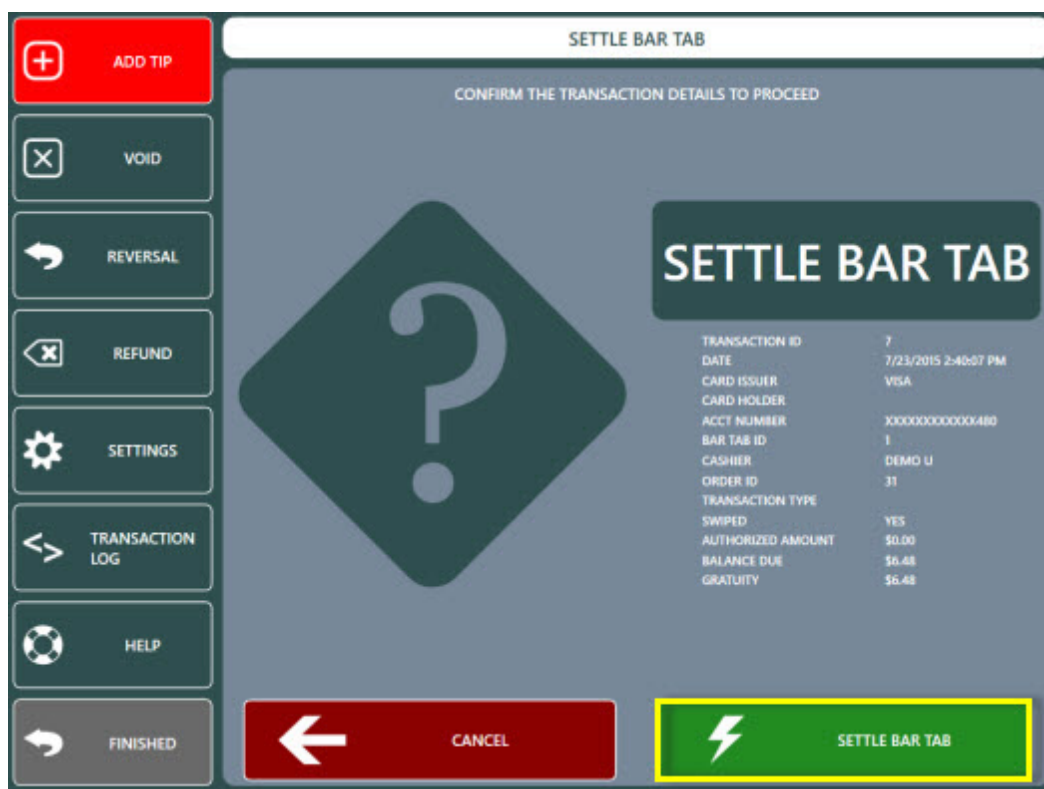 ADD TIP
VOID
REVERSAL
REFUND
SETTINGS
TRANSACTION
LOG
HELP
FINISHED
SETTLE BAR TAB
CONFIRM THE TRANSACTION DETAILS TO PROCEED
?
SETTLE BAR TAB
TRANSACTION ID 7
DATE 7/23/2015 2:40:07 PM
CARD ISSUER VISA
CARD HOLDER
ACCT NUMBER XXXXXXXXXXXXX480
BAR TAB ID 1
CASHIER DEMO U
ORDER ID 31
TRANSACTION TYPE
SWIPED YES
AUTHORIZED AMOUNT $0.00
BALANCE DUE $6.48
GRATUITY $6.48
CANCEL
SETTLE BAR TAB